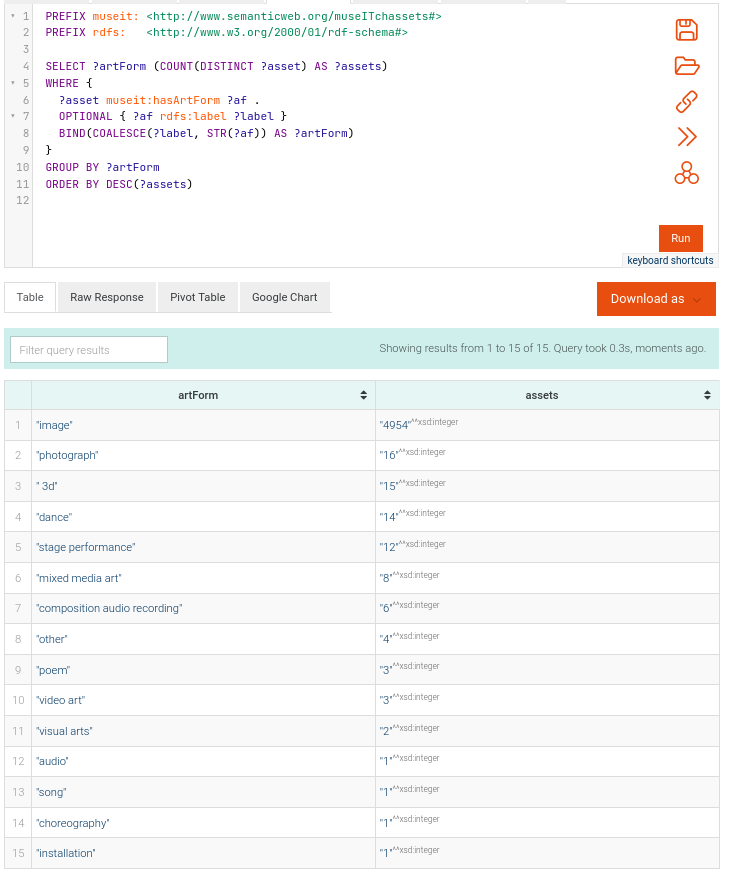 1 PREFIX museit: <http://www.semanticweb.org/museITchassets#>
2 PREFIX rdfs: <http://www.w3.org/2000/01/rdf-schema#>
3
4 SELECT ?artForm (COUNT(DISTINCT ?asset) AS ?assets)
5 WHERE {
6 ?asset museit:hasArtForm ?af .
7 OPTIONAL { ?af rdfs:label ?label }
8 BIND(COALESCE(?label, STR(?af)) AS ?artForm)
9 }
10 GROUP BY ?artForm
11 ORDER BY DESC(?assets)
12
Run
keyboard shortcuts
Table Raw Response Pivot Table Google Chart Download as
Filter query results Showing results from 1 to 15 of 15. Query took 0.3s, moments ago.
artForm assets
1 "image" "4954"^^xsd:integer
2 "photograph" "16"^^xsd:integer
3 " 3d" "15"^^xsd:integer
4 "dance" "14"^^xsd:integer
5 "stage performance" "12"^^xsd:integer
6 "mixed media art" "8"^^xsd:integer
7 "composition audio recording" "6"^^xsd:integer
8 "other" "4"^^xsd:integer
9 "poem" "3"^^xsd:integer
10 "video art" "3"^^xsd:integer
11 "visual arts" "2"^^xsd:integer
12 "audio" "1"^^xsd:integer
13 "song" "1"^^xsd:integer
14 "choreography" "1"^^xsd:integer
15 "installation" "1"^^xsd:integer